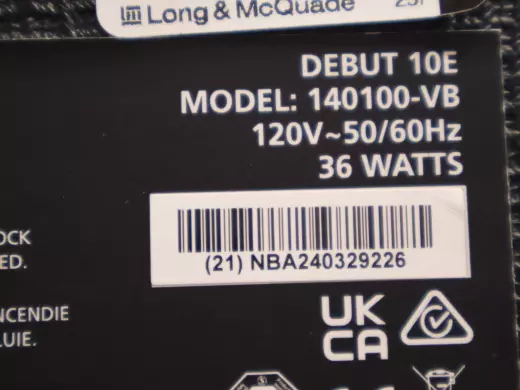 Long & McQuade
DEBUT 10E
MODEL: 140100-VB
120V~50/60Hz
36 WATTS
OCK
ED.
(21) NBA240329226
NCENDIE
LUIE.
UK
CA